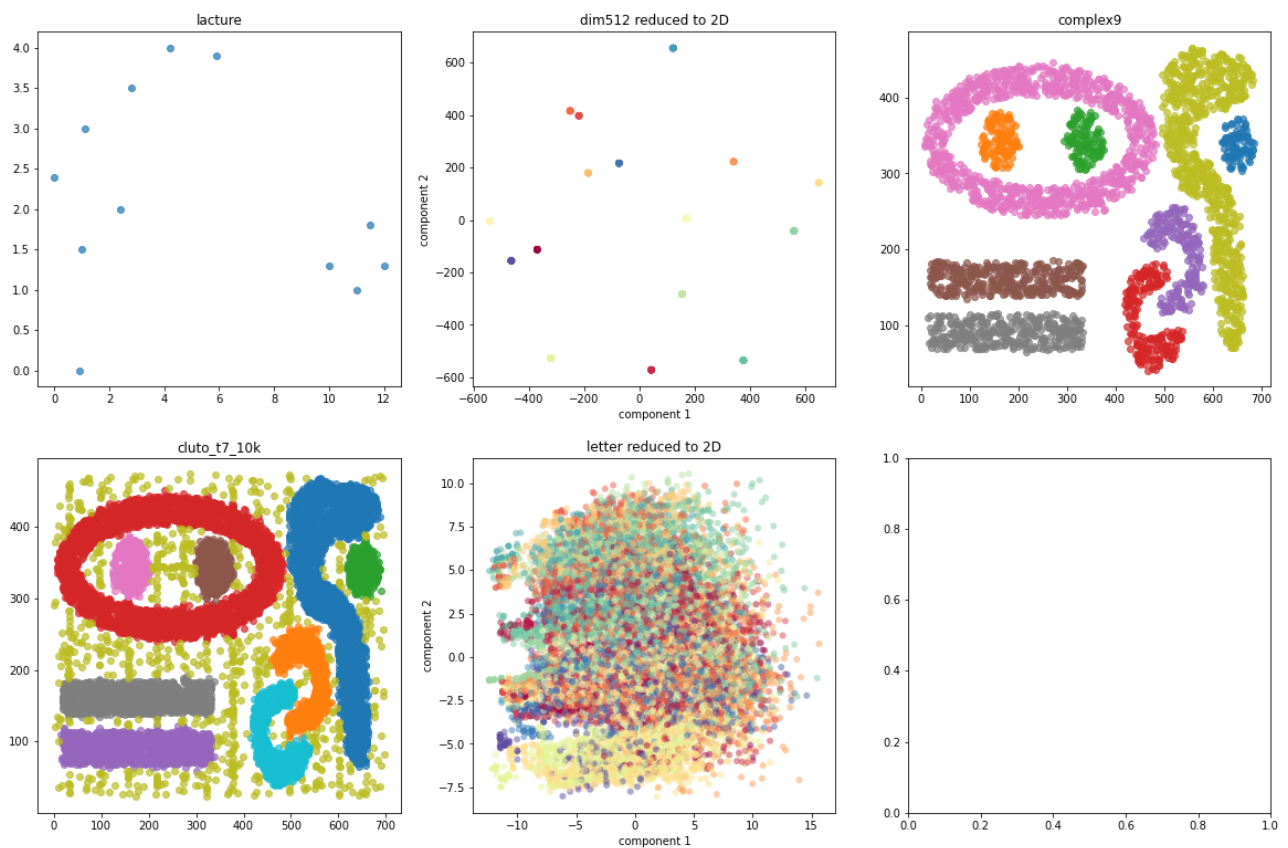 lacture
4.0
3.5
3.0
2.5
2.0
1.5
1.0
0.5
0.0
0 2 4 6 8 10 12
dim512 reduced to 2D
component 2
600
400
200
0
−200
−400
−600
−600 −400 −200 0 200 400 600
component 1
complex9
400
300
200
100
0 100 200 300 400 500 600 700
cluto_t7_10k
400
300
200
100
0 100 200 300 400 500 600 700
letter reduced to 2D
component 2
10.0
7.5
5.0
2.5
0.0
−2.5
−5.0
−7.5
−10 −5 0 5 10 15
component 1
1.0
0.8
0.6
0.4
0.2
0.0
0.0 0.2 0.4 0.6 0.8 1.0